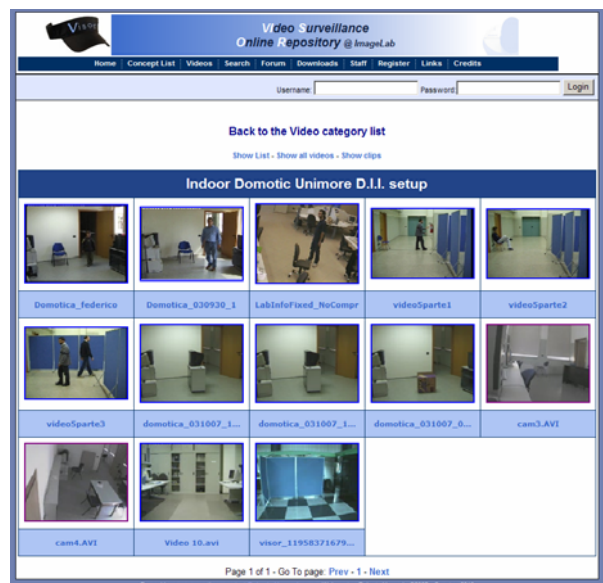 Visor
Video Surveillance
Online Repository @ ImageLab
Home | Concept List | Videos | Search | Forum | Downloads | Staff | Register | Links | Credits
Username: Password: Login
Back to the Video category list
Show List - Show all videos - Show clips
Indoor Domotic Unimore D.I.I. setup
Domotica_federico Domotica_030930_1 LabInfoFixed_NoCompr video5parte1 video5parte2
video5parte3 domotica_031007_1... domotica_031007_1... domotica_031007_0... cam3.AVI
cam4.AVI Video 10.avi visor_11958371679...
Page 1 of 1 - Go To page: Prev - 1 - Next